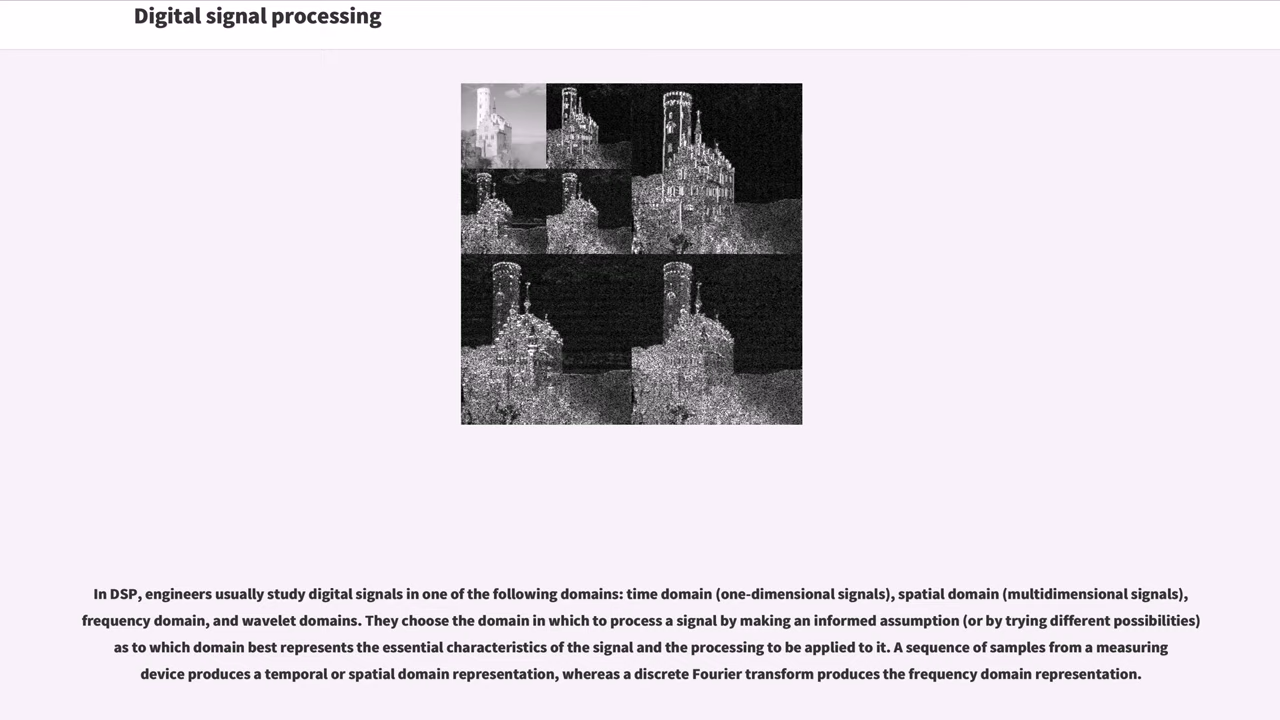 Digital signal processing
In DSP, engineers usually study digital signals in one of the following domains: time domain (one-dimensional signals), spatial domain (multidimensional signals),
frequency domain, and wavelet domains. They choose the domain in which to process a signal by making an informed assumption (or by trying different possibilities)
as to which domain best represents the essential characteristics of the signal and the processing to be applied to it. A sequence of samples from a measuring
device produces a temporal or spatial domain representation, whereas a discrete Fourier transform produces the frequency domain representation.